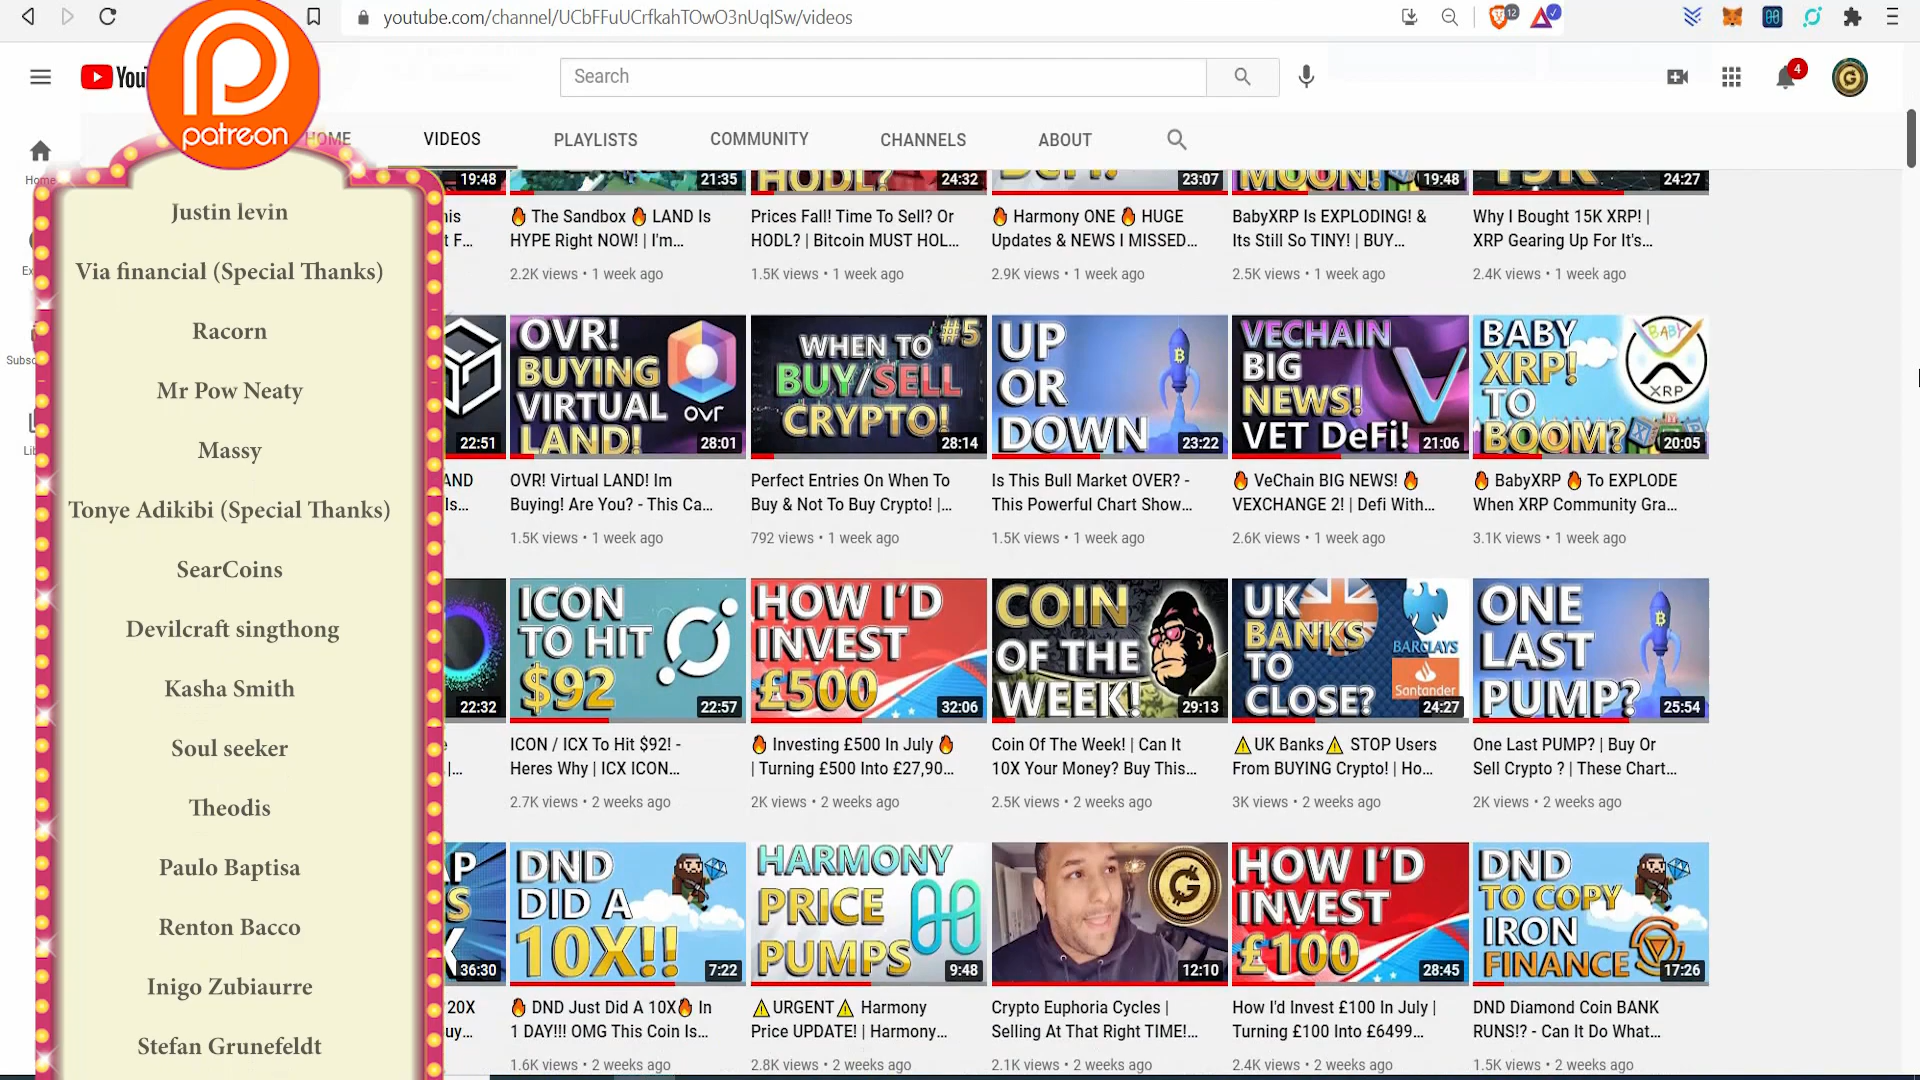 youtube.com/channel/UCbFFuUCrfkahTOwO3nUqISw/videos
12
patreon
Search
4
HOME
VIDEOS
PLAYLISTS
COMMUNITY
CHANNELS
ABOUT
Home
Justin levin
Via financial (Special Thanks)
Racorn
Mr Pow Neaty
Massy
Tonye Adikibi (Special Thanks)
SearCoins
Devilcraft singthong
Kasha Smith
Soul seeker
Theodis
Paulo Baptisa
Renton Bacco
Inigo Zubiaurre
Stefan Grunefeldt
19:48
21:35
HODL?
24:32
23:07
MOON!
19:48
15K
24:27
🔥 The Sandbox 🔥 LAND Is
HYPE Right NOW! | I'm...
2.2K views • 1 week ago
Prices Fall! Time To Sell? Or
HODL? | Bitcoin MUST HOL...
1.5K views • 1 week ago
🔥 Harmony ONE 🔥 HUGE
Updates & NEWS I MISSED...
2.9K views • 1 week ago
BabyXRP Is EXPLODING! &
Its Still So TINY! | BUY...
2.5K views • 1 week ago
Why I Bought 15K XRP! |
XRP Gearing Up For It's...
2.4K views • 1 week ago
22:51
OVR!
BUYING
VIRTUAL
LAND!
ovr
28:01
WHEN TO #5
BUY/SELL
CRYPTO!
28:14
UP
OR
DOWN
23:22
VECHAIN
BIG
NEWS!
VET DeFi!
21:06
BABY
XRP!
TO
BOOM?
BABY
XRP
20:05
OVR! Virtual LAND! Im
Buying! Are You? - This Ca...
1.5K views • 1 week ago
Perfect Entries On When To
Buy & Not To Buy Crypto! |...
792 views • 1 week ago
Is This Bull Market OVER? -
This Powerful Chart Show...
1.5K views • 1 week ago
🔥 VeChain BIG NEWS! 🔥
VEXCHANGE 2! | Defi With...
2.6K views • 1 week ago
🔥 BabyXRP 🔥 To EXPLODE
When XRP Community Gra...
3.1K views • 1 week ago
22:32
ICON
TO HIT
$92
22:57
HOW I'D
INVEST
£500
32:06
COIN
OF THE
WEEK!
29:13
UK
BANKS
TO
CLOSE?
BARCLAYS
Santander
24:27
ONE
LAST
PUMP?
25:54
ICON / ICX To Hit $92! -
Heres Why | ICX ICON...
2.7K views • 2 weeks ago
🔥 Investing £500 In July 🔥
| Turning £500 Into £27,90...
2K views • 2 weeks ago
Coin Of The Week! | Can It
10X Your Money? Buy This...
2.5K views • 2 weeks ago
⚠UK Banks⚠ STOP Users
From BUYING Crypto! | Ho...
3K views • 2 weeks ago
One Last PUMP? | Buy Or
Sell Crypto ? | These Chart...
2K views • 2 weeks ago
36:30
DND
DID A
10X!!
7:22
HARMONY
PRICE
PUMPS
9:48
12:10
HOW I'D
INVEST
£100
28:45
DND
TO COPY
IRON
FINANCE
17:26
🔥 DND Just Did A 10X🔥 In
1 DAY!!! OMG This Coin Is...
1.6K views • 2 weeks ago
⚠URGENT⚠ Harmony
Price UPDATE! | Harmony...
2.8K views • 2 weeks ago
Crypto Euphoria Cycles |
Selling At That Right TIME!...
2.1K views • 2 weeks ago
How I'd Invest £100 In July |
Turning £100 Into £6499...
2.4K views • 2 weeks ago
DND Diamond Coin BANK
RUNS!? - Can It Do What...
1.5K views • 2 weeks ago